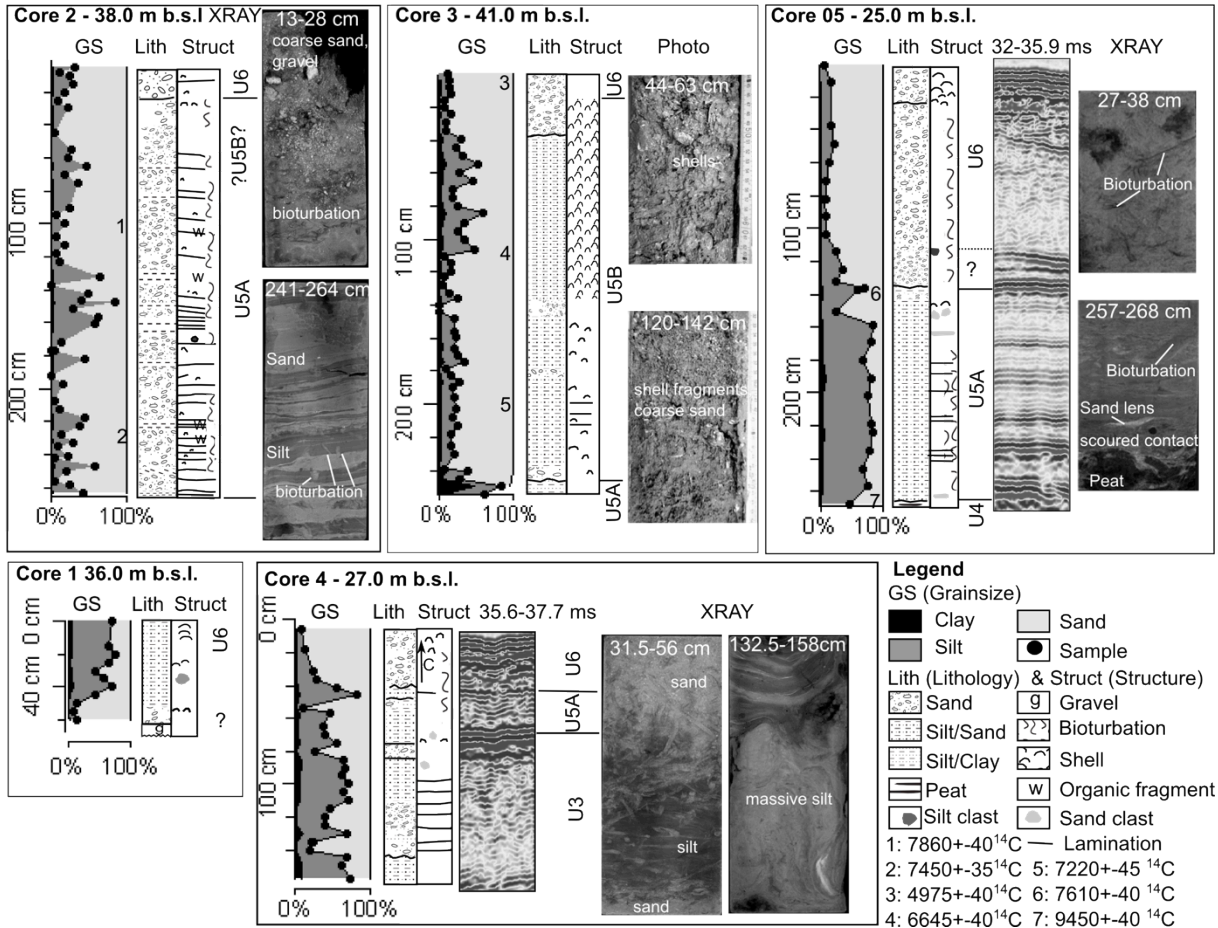 Core 2 - 38.0 m b.s.l XRAY
GS Lith Struct
13-28 cm
coarse sand,
gravel
bioturbation
U6
?U5B?
U5A
100 cm
200 cm
1
2
w
w
w
w
0% 100%
241-264 cm
Sand
Silt
bioturbation
Core 3 - 41.0 m b.s.l.
GS Lith Struct Photo
3
4
5
U6
U5B
U5A
100 cm
200 cm
0% 100%
44-63 cm
shells
120-142 cm
shell fragments
coarse sand
Core 05 - 25.0 m b.s.l.
GS Lith Struct 32-35.9 ms XRAY
6
7
U6
?
U5A
U4
100 cm
200 cm
0% 100%
27-38 cm
Bioturbation
257-268 cm
Bioturbation
Sand lens
scoured contact
Peat
Core 1 36.0 m b.s.l.
GS Lith Struct
0 cm
40 cm
U6
?
g
0% 100%
Core 4 - 27.0 m b.s.l.
GS Lith Struct 35.6-37.7 ms XRAY
0 cm
100 cm
C
U6
U5A
U3
0% 100%
31.5-56 cm
sand
silt
sand
132.5-158cm
massive silt
Legend
GS (Grainsize)
Clay Sand
Silt Sample
Lith (Lithology) & Struct (Structure)
Sand g Gravel
Silt/Sand Bioturbation
Silt/Clay Shell
Peat w Organic fragment
Silt clast Sand clast
1: 7860+-40 14C Lamination
2: 7450+-35 14C 5: 7220+-45 14C
3: 4975+-40 14C 6: 7610+-40 14C
4: 6645+-40 14C 7: 9450+-40 14C